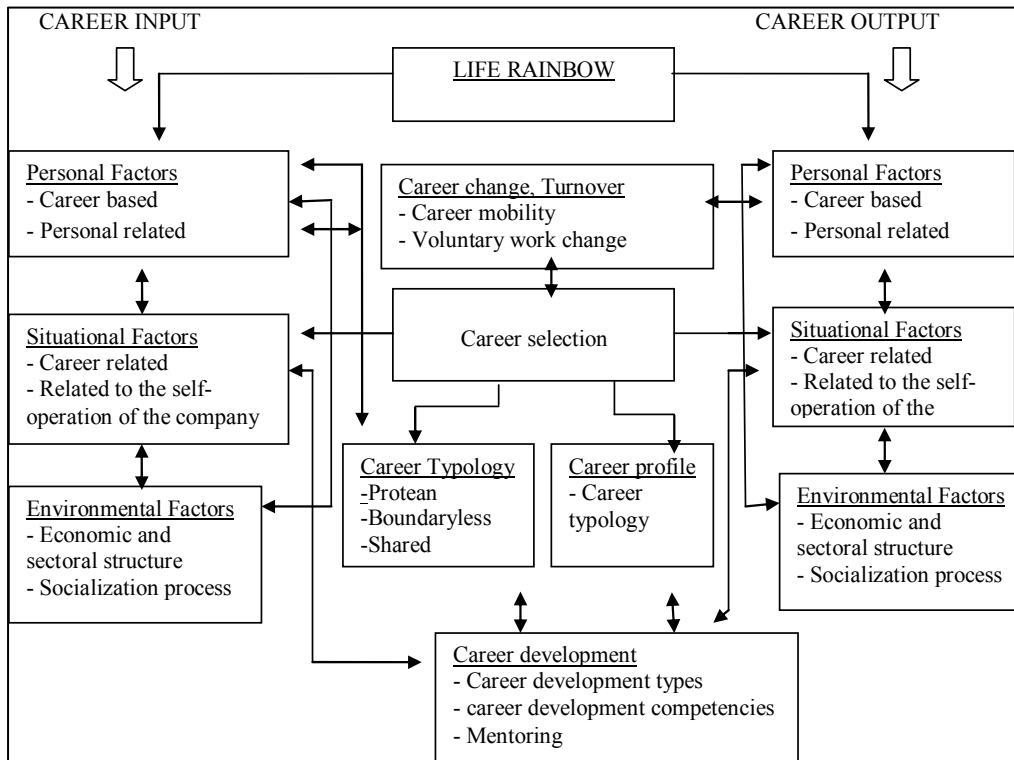 CAREER INPUT
CAREER OUTPUT
LIFE RAINBOW
Personal Factors
- Career based
- Personal related
Career change, Turnover
- Career mobility
- Voluntary work change
Personal Factors
- Career based
- Personal related
Situational Factors
- Career related
- Related to the self-
operation of the company
Career selection
Situational Factors
- Career related
- Related to the self-
operation of the
Career Typology
-Protean
-Boundaryless
-Shared
Career profile
- Career
typology
Environmental Factors
- Economic and
sectoral structure
- Socialization process
Environmental Factors
- Economic and
sectoral structure
- Socialization process
Career development
- Career development types
- career development competencies
- Mentoring